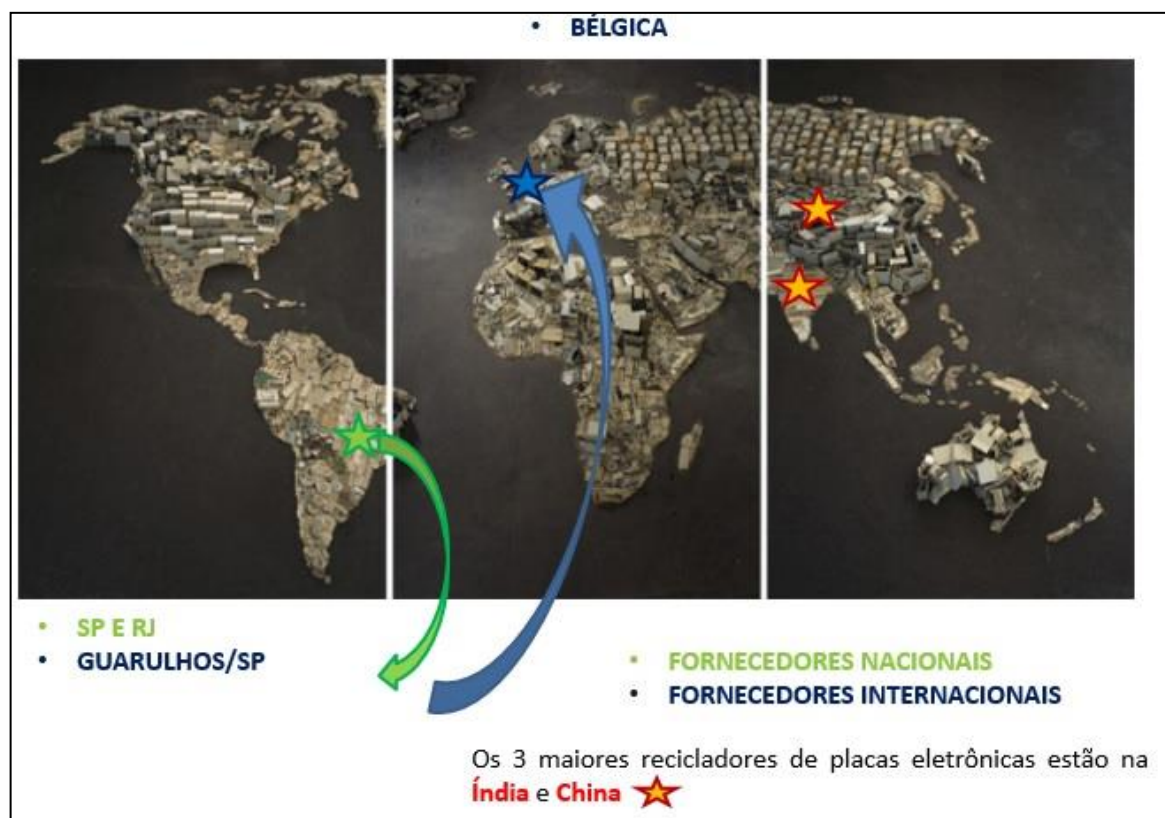 • BÉLGICA
• SP E RJ
• GUARULHOS/SP
• FORNECEDORES NACIONAIS
• FORNECEDORES INTERNACIONAIS
Os 3 maiores recicladores de placas eletrônicas estão na
Índia e China